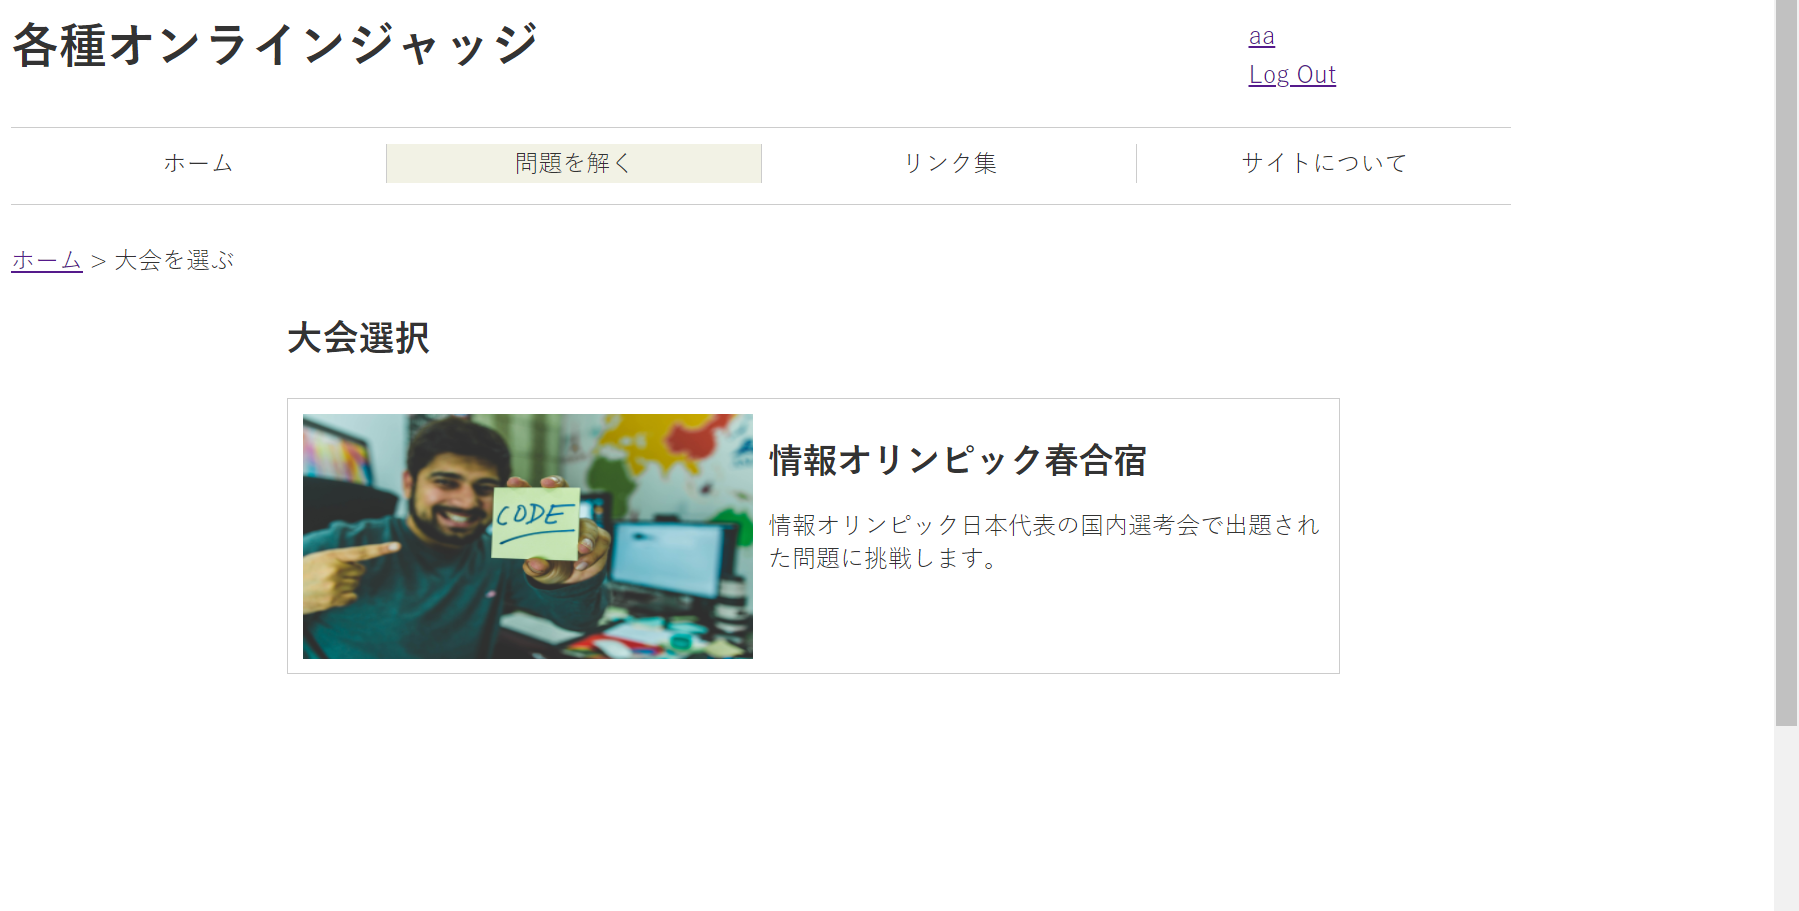 各種オンラインジャッジ
aa
Log Out
ホーム
問題を解く
リンク集
サイトについて
ホーム > 大会を選ぶ
大会選択
CODE
情報オリンピック春合宿
情報オリンピック日本代表の国内選考会で出題され
た問題に挑戦します。